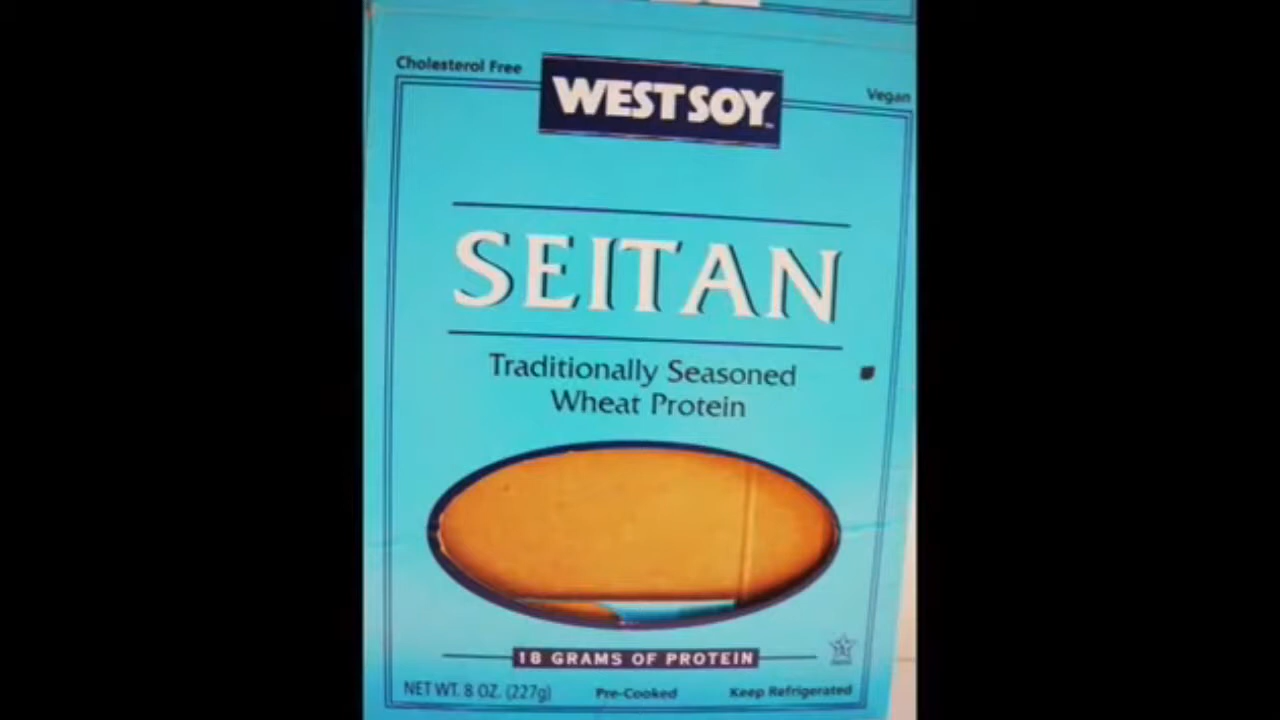 Cholesterol Free
WESTSOY™
Vegan
SEITAN
Traditionally Seasoned
Wheat Protein
18 GRAMS OF PROTEIN
NET WT. 8 OZ. (227g)
Pre-Cooked
Keep Refrigerated